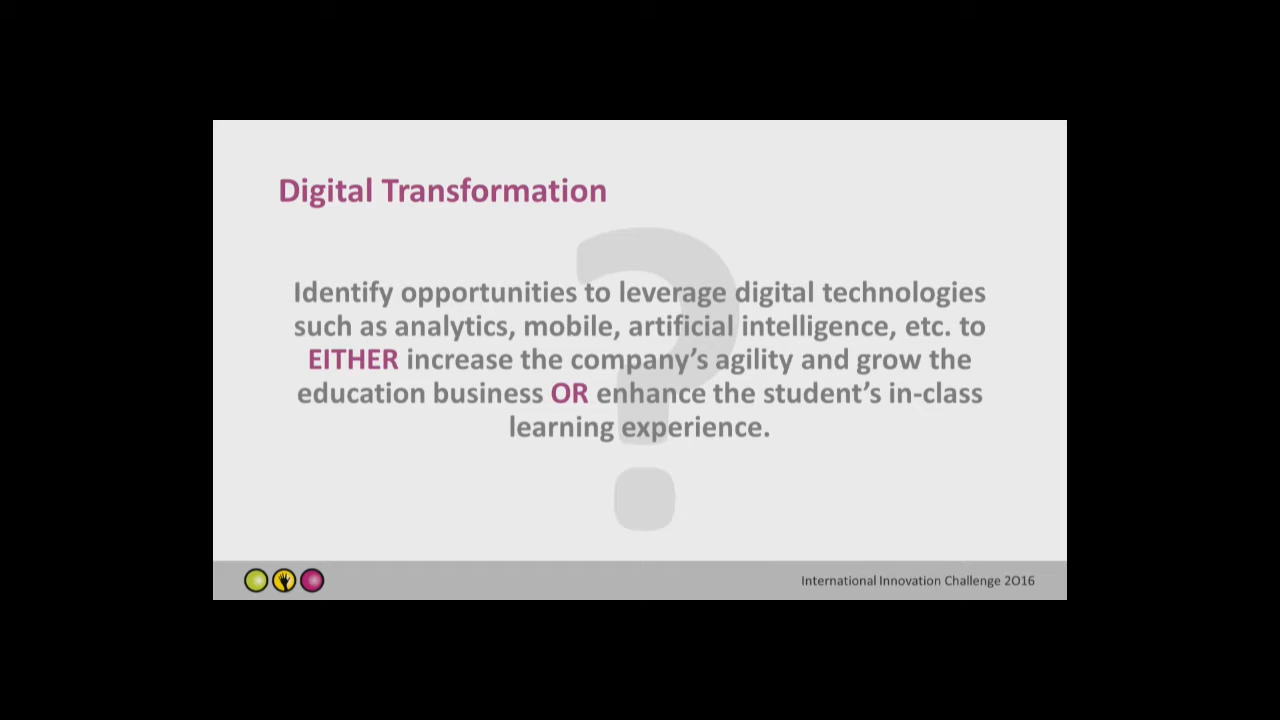 Digital Transformation
Identify opportunities to leverage digital technologies
such as analytics, mobile, artificial intelligence, etc. to
EITHER increase the company's agility and grow the
education business OR enhance the student's in-class
learning experience.
?
International Innovation Challenge 2O16